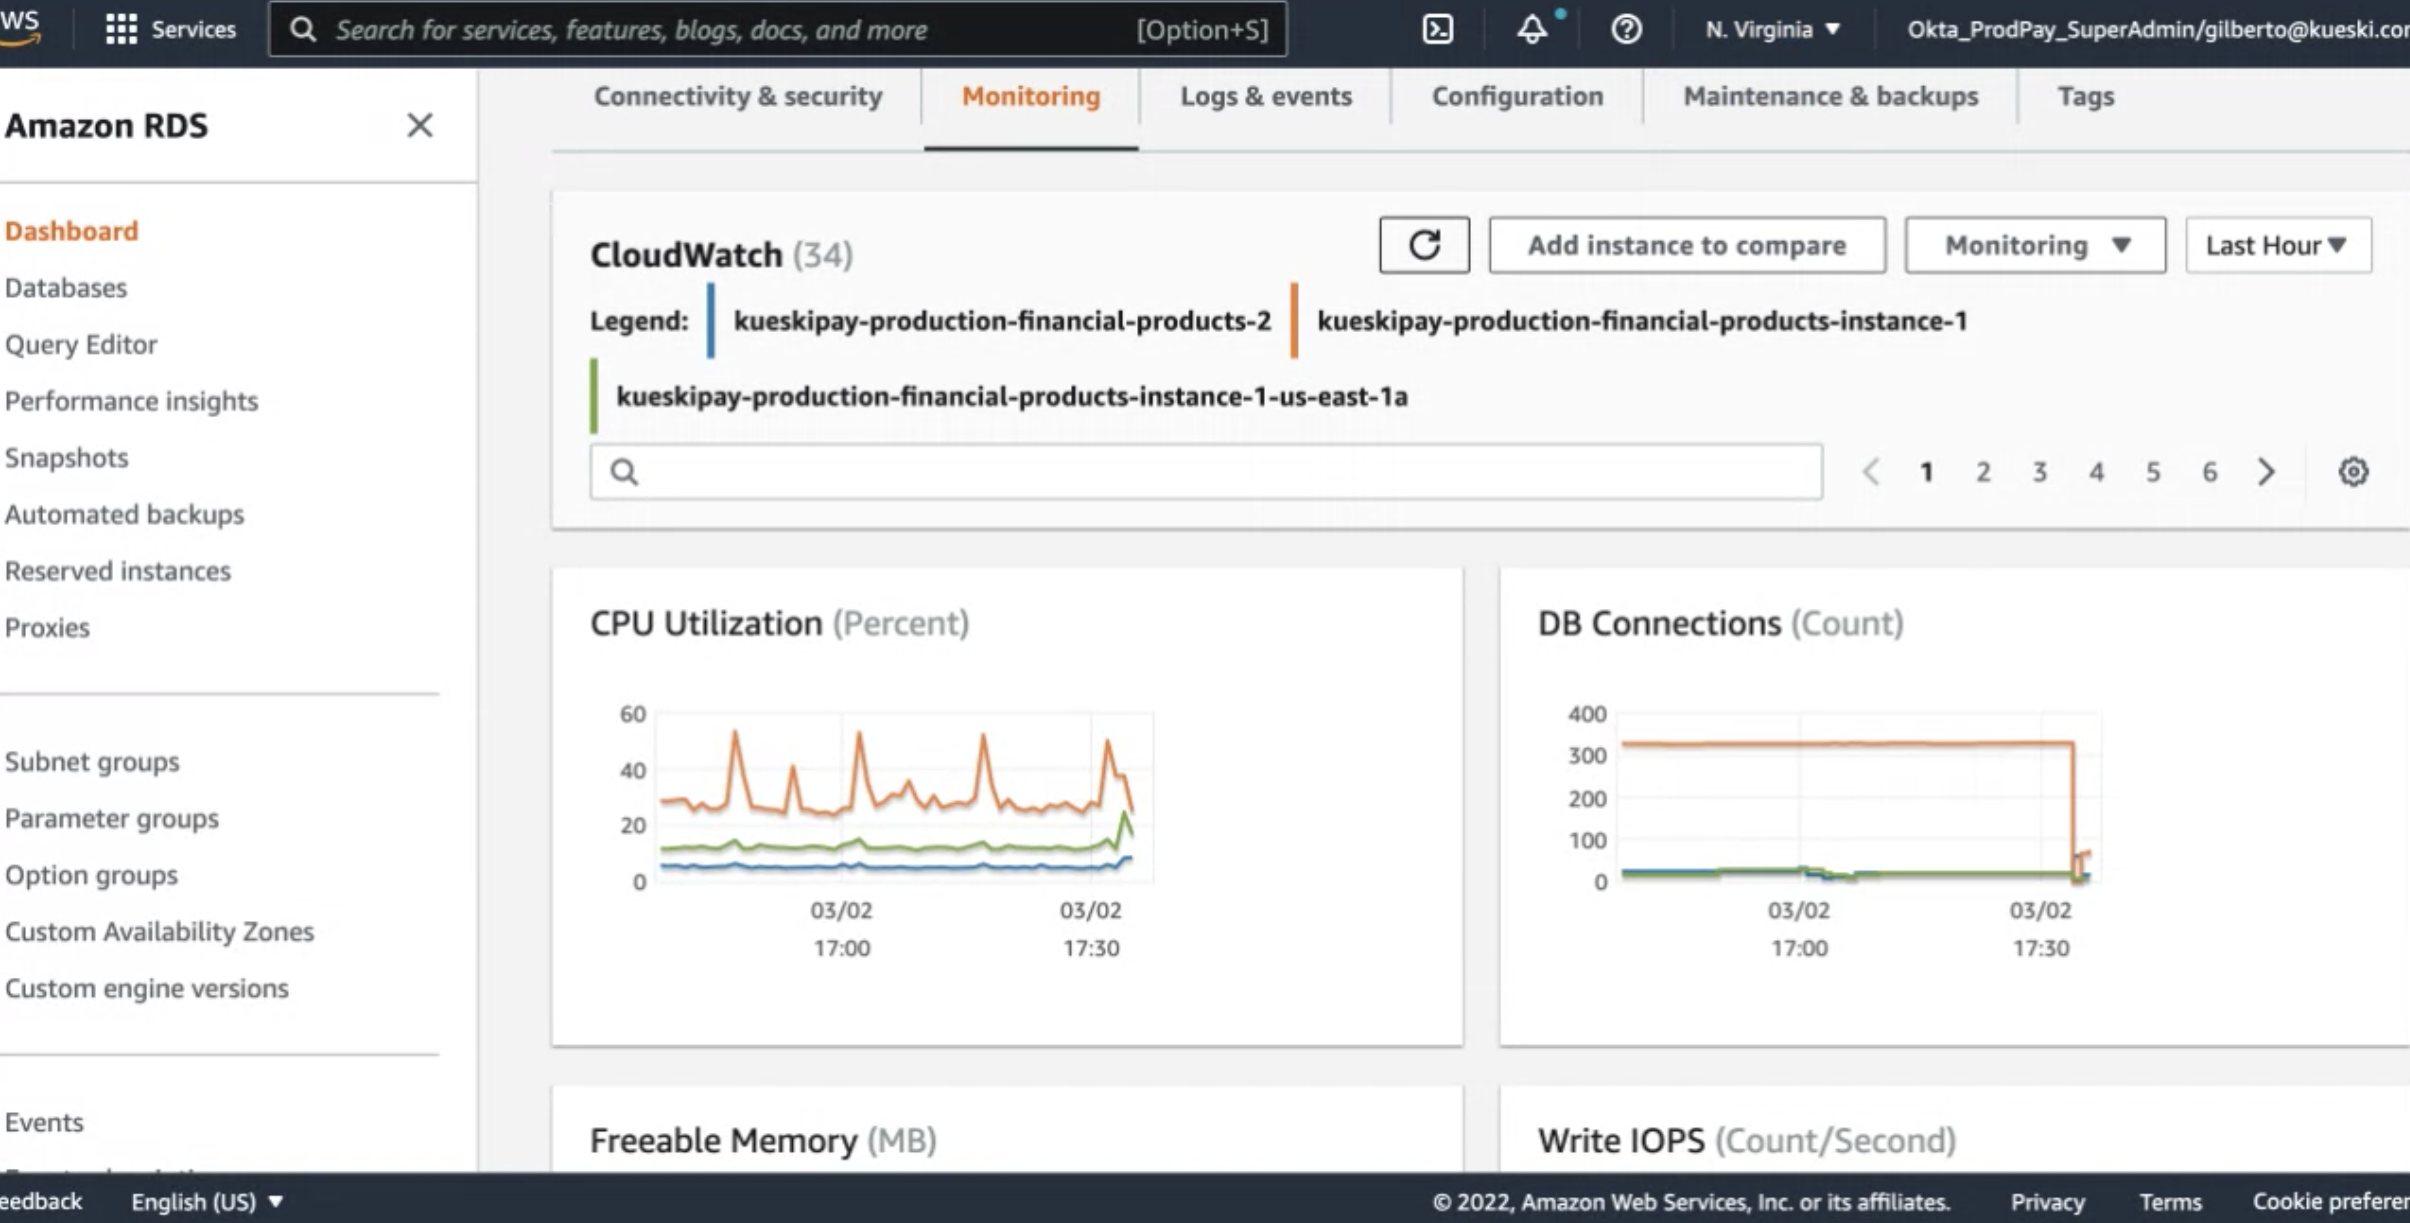 WS
Services
Search for services, features, blogs, docs, and more
[Option+S]
N. Virginia ▼
Okta_ProdPay_SuperAdmin/gilberto@kueski.com
Amazon RDS
Dashboard
Databases
Query Editor
Performance insights
Snapshots
Automated backups
Reserved instances
Proxies
Subnet groups
Parameter groups
Option groups
Custom Availability Zones
Custom engine versions
Events
Connectivity & security
Monitoring
Logs & events
Configuration
Maintenance & backups
Tags
CloudWatch (34)
Add instance to compare
Monitoring ▼
Last Hour ▼
Legend:
kueskipay-production-financial-products-2
kueskipay-production-financial-products-instance-1
kueskipay-production-financial-products-instance-1-us-east-1a
1 2 3 4 5 6
CPU Utilization (Percent)
60
40
20
0
03/02
17:00
03/02
17:30
DB Connections (Count)
400
300
200
100
0
03/02
17:00
03/02
17:30
Freeable Memory (MB)
Write IOPS (Count/Second)
eedback
English (US) ▼
© 2022, Amazon Web Services, Inc. or its affiliates.
Privacy
Terms
Cookie prefere